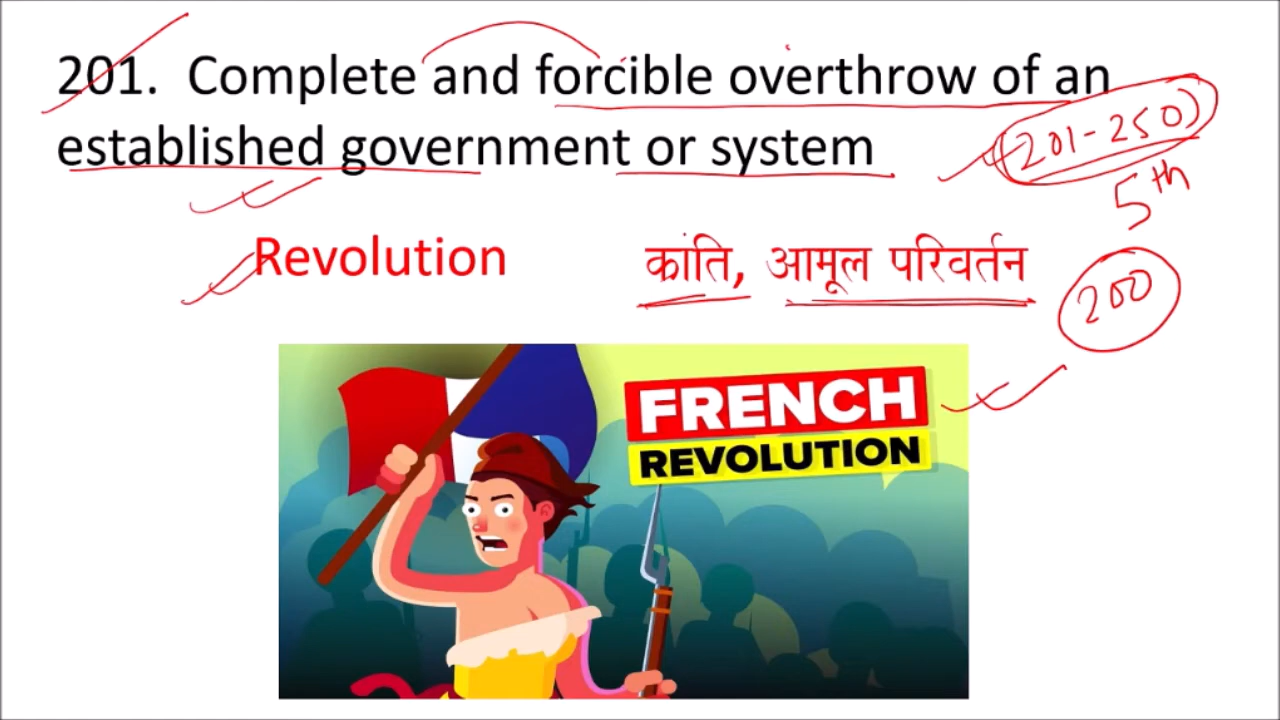 201. Complete and forcible overthrow of an
established government or system
(201-250)
5th
Revolution
क्रांति, आमूल परिवर्तन
200
FRENCH
REVOLUTION